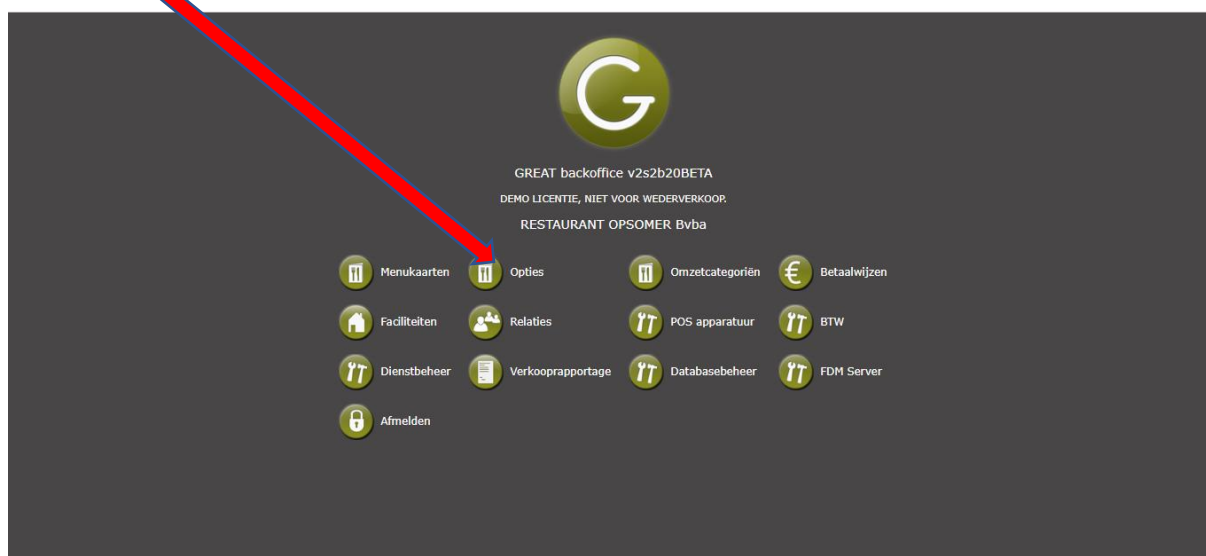 G
GREAT backoffice v2s2b20BETA
DEMO LICENTIE, NIET VOOR WEDERVERKOOP.
RESTAURANT OPSOMER Bvba
Menukaarten Opties Omzetcategoriën Betaalwijzen
Faciliteiten Relaties POS apparatuur BTW
Dienstbeheer Verkooprapportage Databasebeheer FDM Server
Afmelden